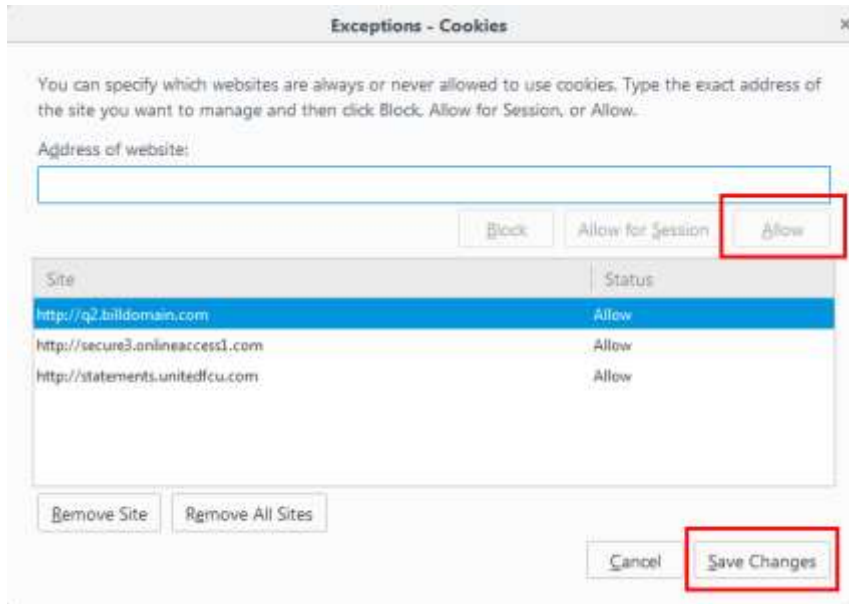 Exceptions - Cookies
You can specify which websites are always or never allowed to use cookies. Type the exact address of
the site you want to manage and then click Block, Allow for Session, or Allow.
Address of website:
Block Allow for Session Allow
Site Status
http://q2.billdomain.com Allow
http://secure3.onlineaccess1.com Allow
http://statements.unitedfcu.com Allow
Remove Site Remove All Sites
Cancel Save Changes